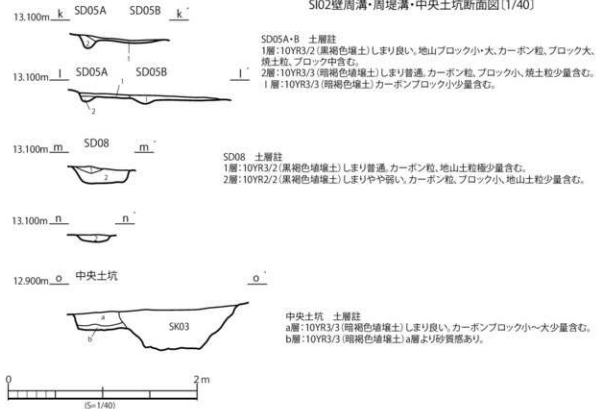 SI02壁周溝・周堤溝・中央土坑断面図〔1/40〕
13.100m k SD05A SD05B k´
2
1
SD05A・B 土層註
1層：10YR3/2（黒褐色埴壌土）しまり良い。地山ブロック小・大、カーボン粒、ブロック大、
焼土粒、ブロック中含む。
2層：10YR3/3（暗褐色埴壌土）しまり普通。カーボン粒、ブロック小、焼土粒少量含む。
l層：10YR3/3（暗褐色埴壌土）カーボンブロック小少量含む。
13.100m l SD05A SD05B l´
1
2
1
13.100m m SD08 m´
1
2
SD08 土層註
1層：10YR3/2（黒褐色埴壌土）しまり普通。カーボン粒、地山土粒極少量含む。
2層：10YR2/2（黒褐色埴壌土）しまりやや弱い。カーボン粒、ブロック小、地山土粒少量含む。
13.100m n n´
2
12.900m o 中央土坑 o´
a
b
SK03
中央土坑 土層註
a層：10YR3/3（暗褐色埴壌土）しまり良い。カーボンブロック小～大少量含む。
b層：10YR3/3（暗褐色埴壌土）a層より砂質感あり。
0 2m
(S=1/40)